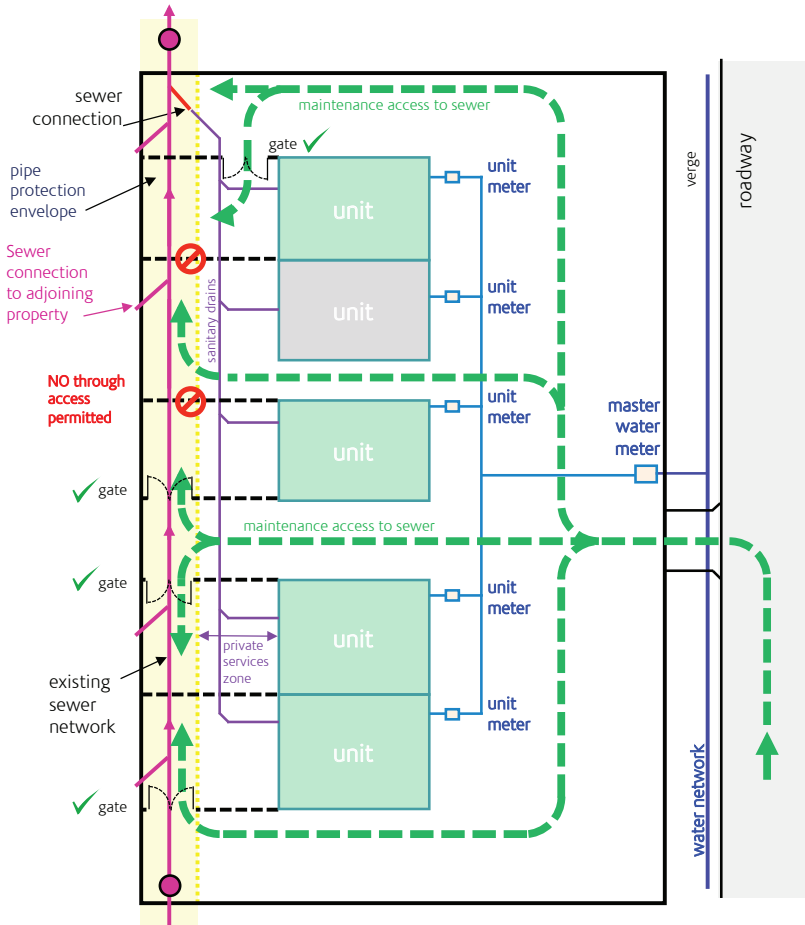 sewer
connection
maintenance access to sewer
gate
pipe
protection
envelope
unit
unit
meter
verge
roadway
Sewer
connection
to adjoining
property
sanitary drains
unit
unit
meter
NO through
access
permitted
unit
unit
meter
master
water
meter
gate
maintenance access to sewer
gate
unit
unit
meter
private
services
zone
existing
sewer
network
unit
unit
meter
water network
gate